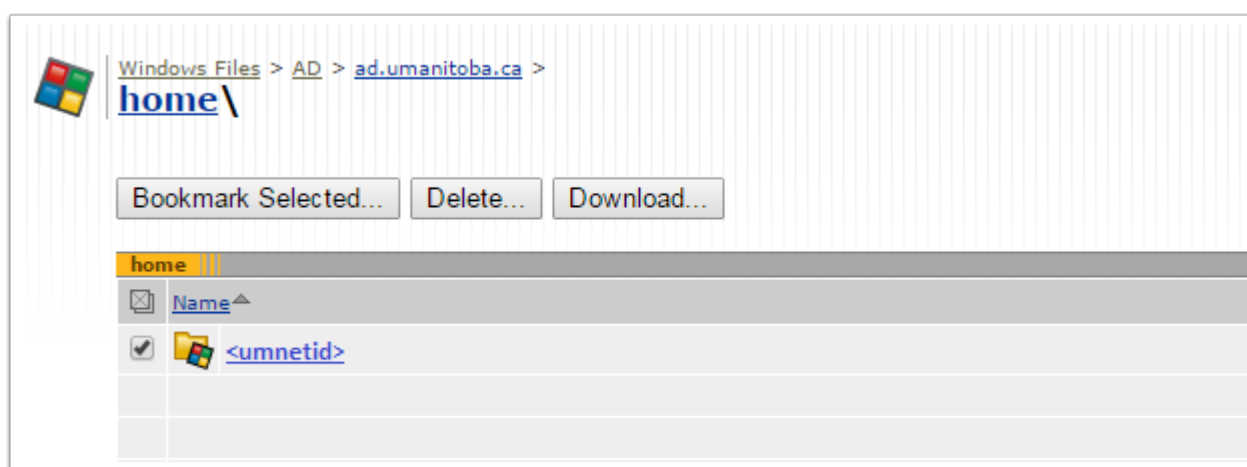 Windows Files > AD > ad.umanitoba.ca >
home\
Bookmark Selected... Delete... Download...
home
Name
<umnetid>